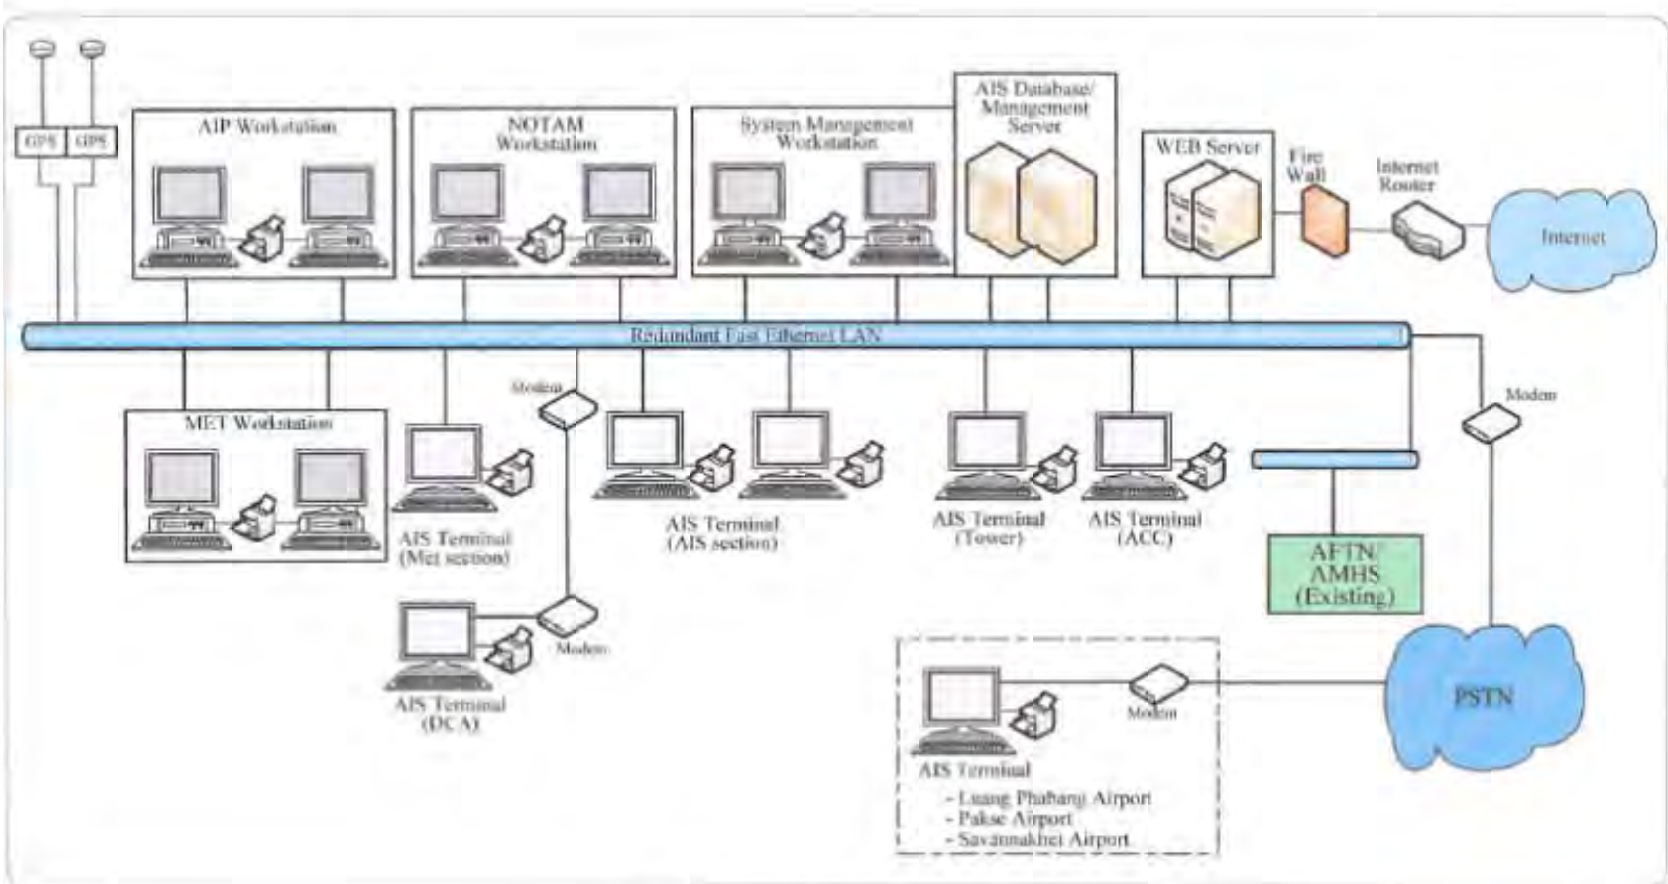 GPS GPS
AIP Workstation
NOTAM
Workstation
System Management
Workstation
AIS Database/
Management
Server
WEB Server
Fire
Wall
Internet
Router
Internet
Redundant Fast Ethernet LAN
MET Workstation
AIS Terminal
(Met section)
Modem
AIS Terminal
(AIS section)
AIS Terminal
(Tower)
AIS Terminal
(ACC)
Modem
AFTN/
AMHS
(Existing)
Modem
AIS Terminal
(DCA)
PSTN
Modem
AIS Terminal
- Luang Phabang Airport
- Pakse Airport
- Savannakhet Airport